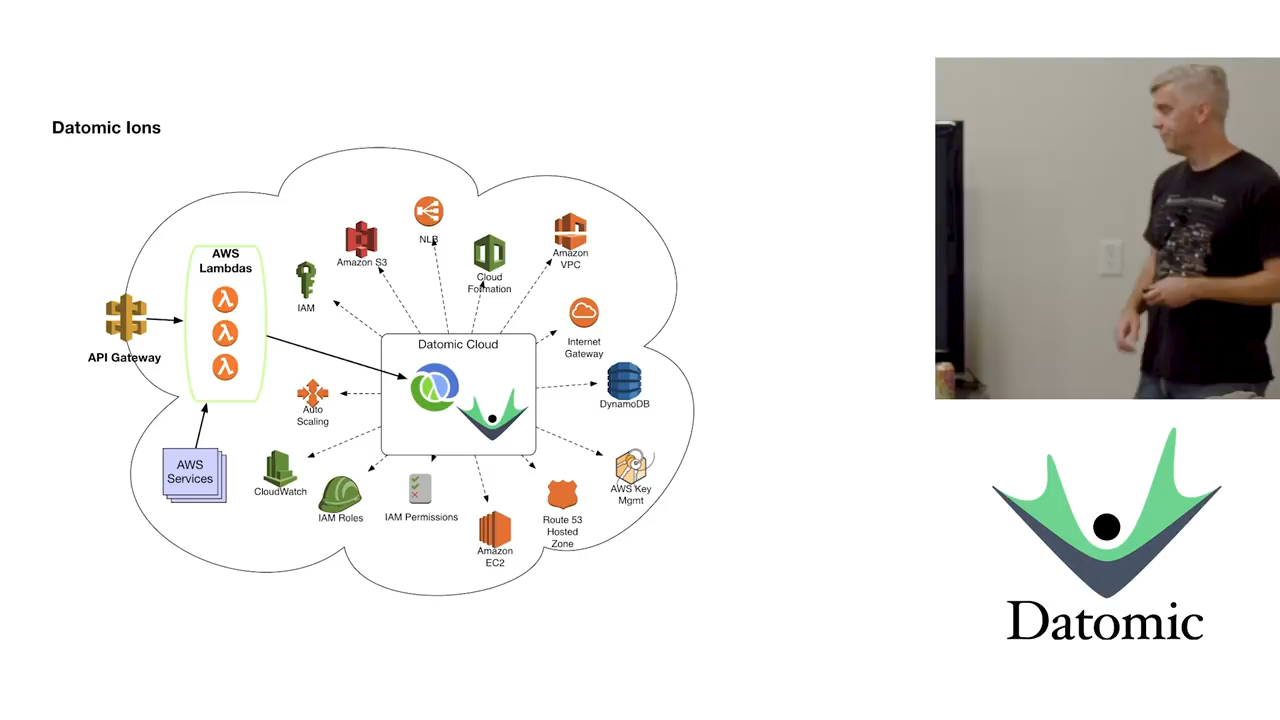 Datomic Ions
AWS
Lambdas
API Gateway
AWS
Services
IAM
Amazon S3
NLB
Cloud
Formation
Amazon
VPC
Internet
Gateway
Datomic Cloud
DynamoDB
Auto
Scaling
CloudWatch
IAM Roles
IAM Permissions
Amazon
EC2
Route 53
Hosted
Zone
AWS Key
Mgmt
Datomic